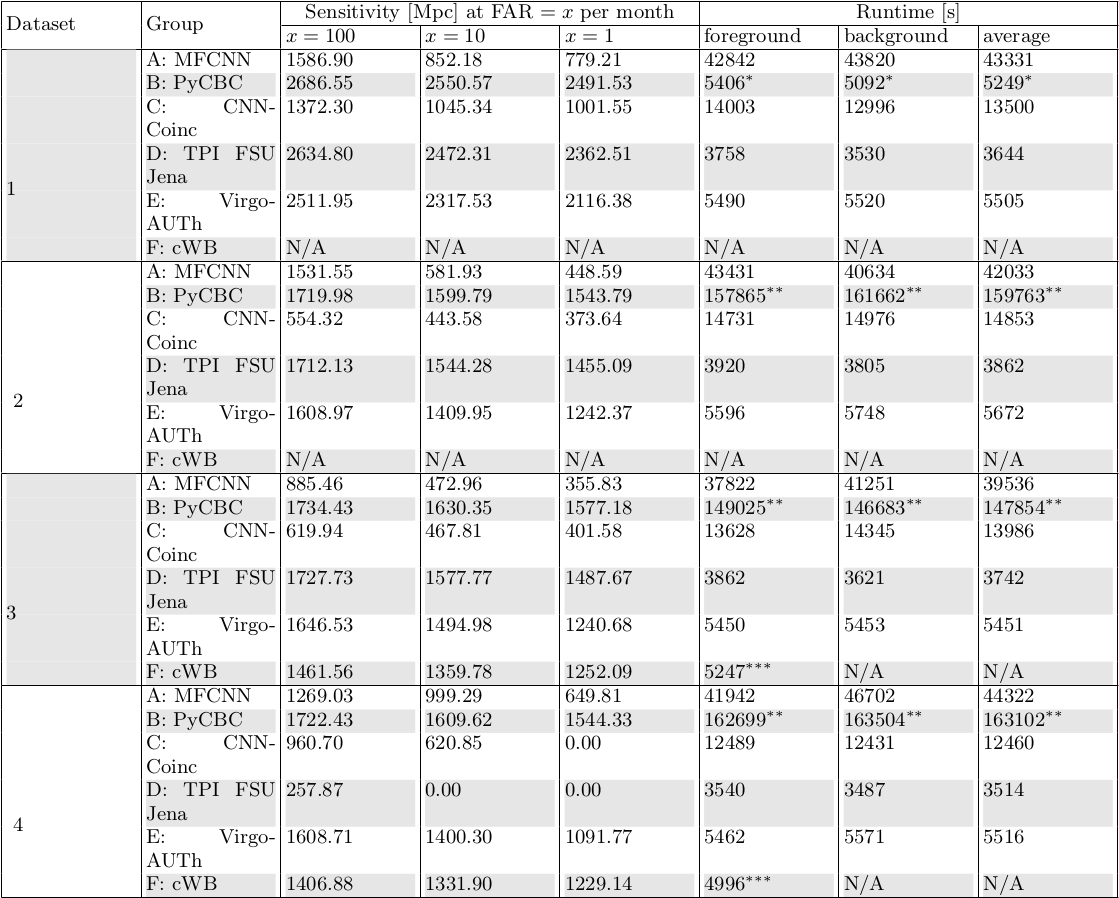 Dataset Group Sensitivity [Mpc] at FAR = x per month Runtime [s]
x = 100 x = 10 x = 1 foreground background average
1
A: MFCNN 1586.90 852.18 779.21 42842 43820 43331
B: PyCBC 2686.55 2550.57 2491.53 5406* 5092* 5249*
C: CNN- 1372.30 1045.34 1001.55 14003 12996 13500
Coinc
D: TPI FSU 2634.80 2472.31 2362.51 3758 3530 3644
Jena
E: Virgo- 2511.95 2317.53 2116.38 5490 5520 5505
AUTh
F: cWB N/A N/A N/A N/A N/A N/A
2
A: MFCNN 1531.55 581.93 448.59 43431 40634 42033
B: PyCBC 1719.98 1599.79 1543.79 157865** 161662** 159763**
C: CNN- 554.32 443.58 373.64 14731 14976 14853
Coinc
D: TPI FSU 1712.13 1544.28 1455.09 3920 3805 3862
Jena
E: Virgo- 1608.97 1409.95 1242.37 5596 5748 5672
AUTh
F: cWB N/A N/A N/A N/A N/A N/A
3
A: MFCNN 885.46 472.96 355.83 37822 41251 39536
B: PyCBC 1734.43 1630.35 1577.18 149025** 146683** 147854**
C: CNN- 619.94 467.81 401.58 13628 14345 13986
Coinc
D: TPI FSU 1727.73 1577.77 1487.67 3862 3621 3742
Jena
E: Virgo- 1646.53 1494.98 1240.68 5450 5453 5451
AUTh
F: cWB 1461.56 1359.78 1252.09 5247*** N/A N/A
4
A: MFCNN 1269.03 999.29 649.81 41942 46702 44322
B: PyCBC 1722.43 1609.62 1544.33 162699** 163504** 163102**
C: CNN- 960.70 620.85 0.00 12489 12431 12460
Coinc
D: TPI FSU 257.87 0.00 0.00 3540 3487 3514
Jena
E: Virgo- 1608.71 1400.30 1091.77 5462 5571 5516
AUTh
F: cWB 1406.88 1331.90 1229.14 4996*** N/A N/A